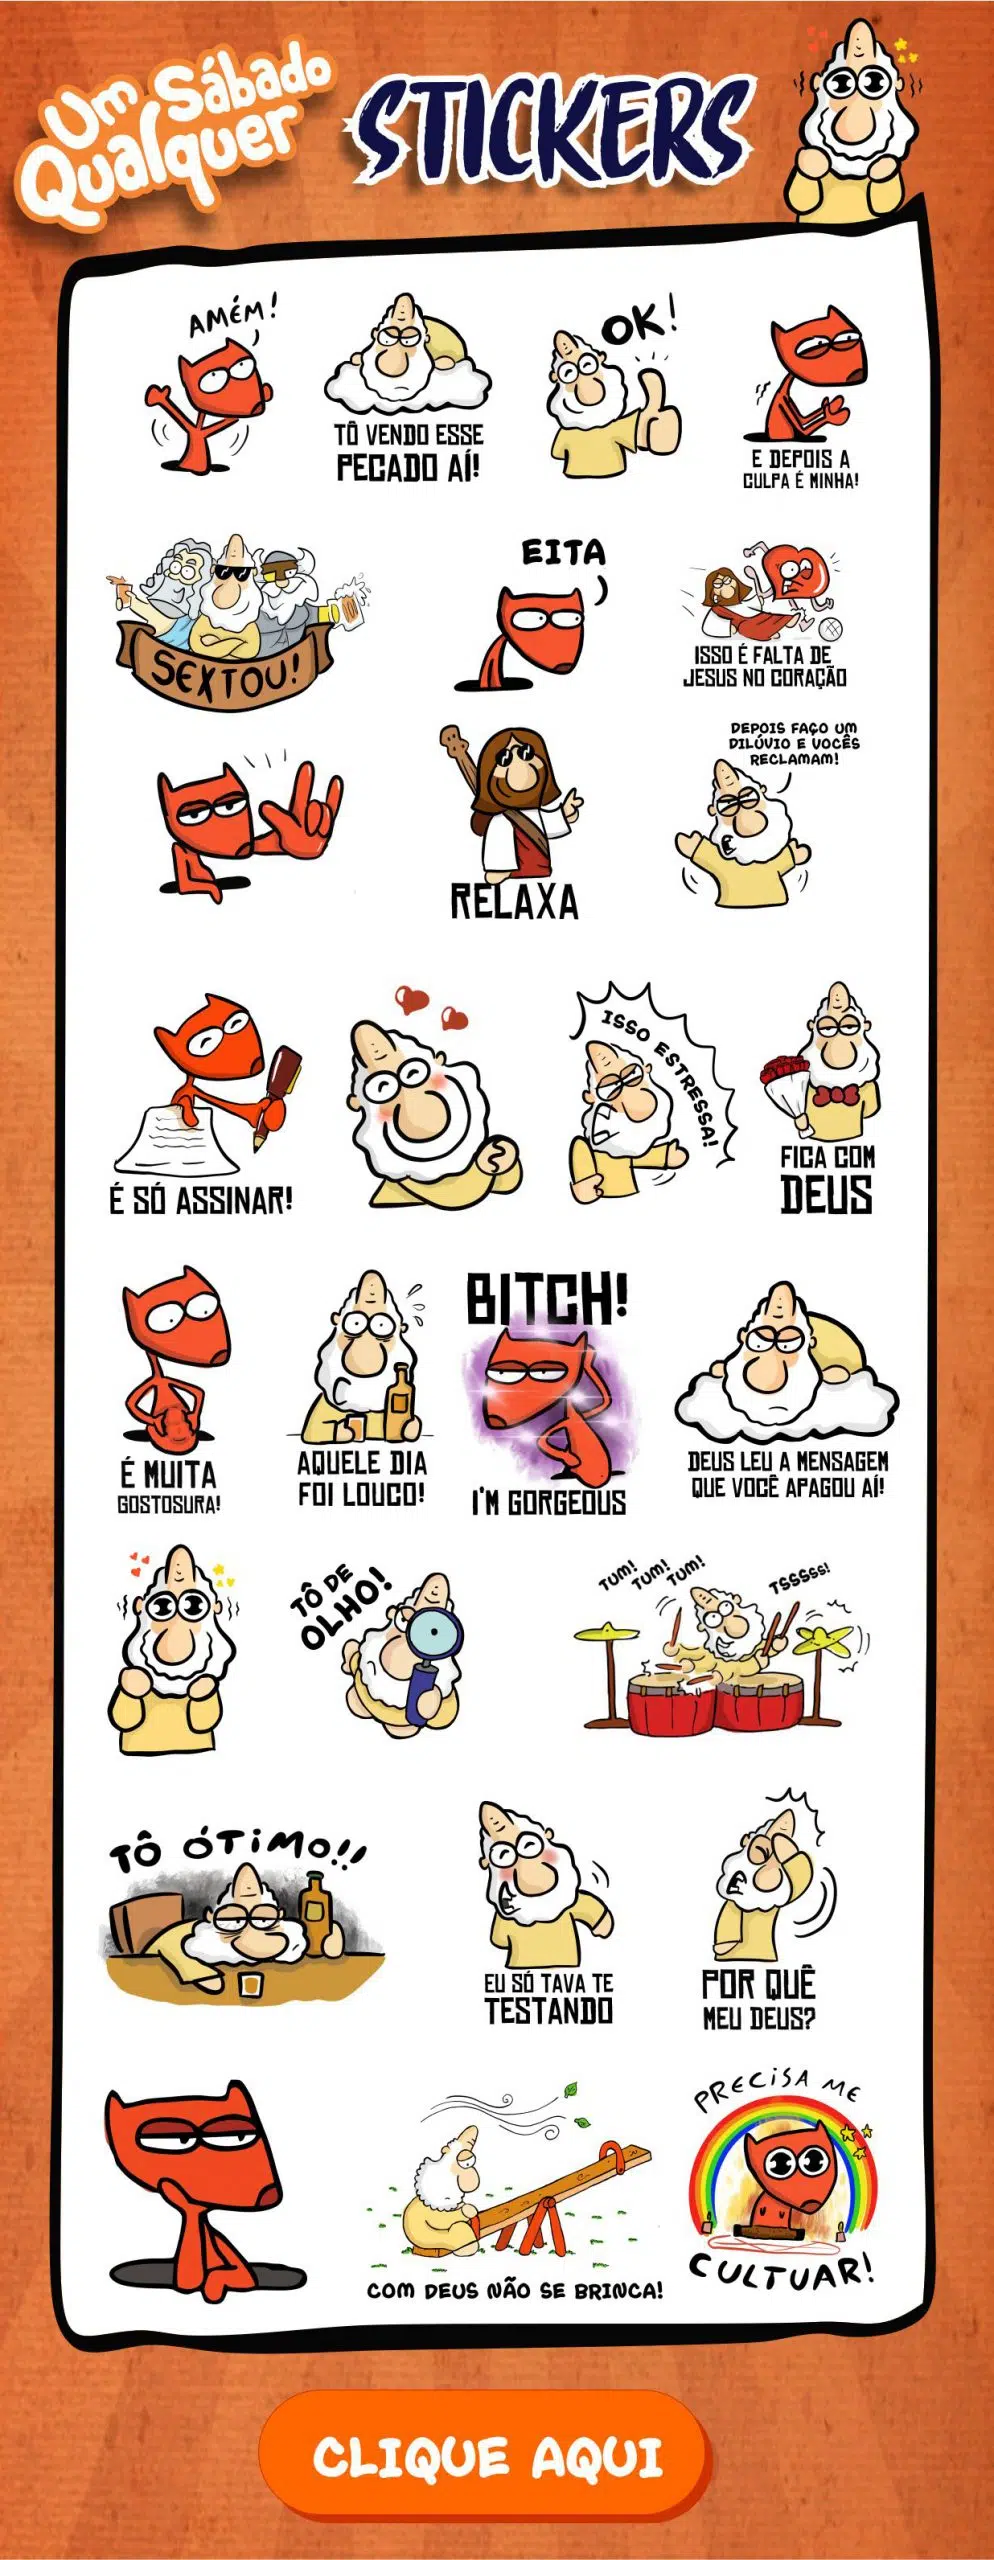 Um Sábado
Qualquer
STICKERS
AMÉM!
TÔ VENDO ESSE
PECADO AÍ!
OK!
E DEPOIS A
CULPA É MINHA!
SEXTOU!
EITA
ISSO É FALTA DE
JESUS NO CORAÇÃO
RELAXA
DEPOIS FAÇO UM
DILÚVIO E VOCÊS
RECLAMAM!
É SÓ ASSINAR!
ISSO ESTRESSA!
FICA COM
DEUS
É MUITA
GOSTOSURA!
AQUELE DIA
FOI LOUCO!
BITCH!
I'M GORGEOUS
DEUS LEU A MENSAGEM
QUE VOCÊ APAGOU AÍ!
TÔ DE
OLHO!
TUM! TUM! TUM!
TSSSSS!
TÔ ÓTIMO!!
EU SÓ TAVA TE
TESTANDO
POR QUÊ
MEU DEUS?
COM DEUS NÃO SE BRINCA!
PRECISA ME
CULTUAR!
CLIQUE AQUI